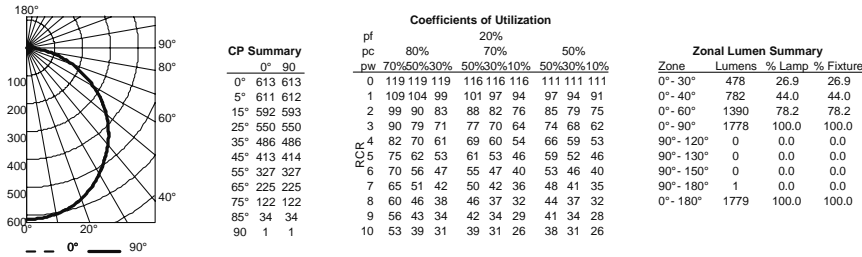 180°
90°
80°
60°
40°
100
200
300
400
500
600
0°
20°
0° 90°
CP Summary
0° 90
0° 613 613
5° 611 612
15° 592 593
25° 550 550
35° 486 486
45° 413 414
55° 327 327
65° 225 225
75° 122 122
85° 34 34
90 1 1
Coefficients of Utilization
pf 20%
pc 80% 70% 50%
pw 70%50%30% 50%30%10% 50%30%10%
RCR
0 119 119 119 116 116 116 111 111 111
1 109 104 99 101 97 94 97 94 91
2 99 90 83 88 82 76 85 79 75
3 90 79 71 77 70 64 74 68 62
4 82 70 61 69 60 54 66 59 53
5 75 62 53 61 53 46 59 52 46
6 70 56 47 55 47 40 53 46 40
7 65 51 42 50 42 36 48 41 35
8 60 46 38 46 37 32 44 37 32
9 56 43 34 42 34 29 41 34 28
10 53 39 31 39 31 26 38 31 26
Zonal Lumen Summary
Zone Lumens % Lamp % Fixture
0°- 30° 478 26.9 26.9
0°- 40° 782 44.0 44.0
0°- 60° 1390 78.2 78.2
0°- 90° 1778 100.0 100.0
90°- 120° 0 0.0 0.0
90°- 130° 0 0.0 0.0
90°- 150° 0 0.0 0.0
90°- 180° 1 0.0 0.0
0°- 180° 1779 100.0 100.0